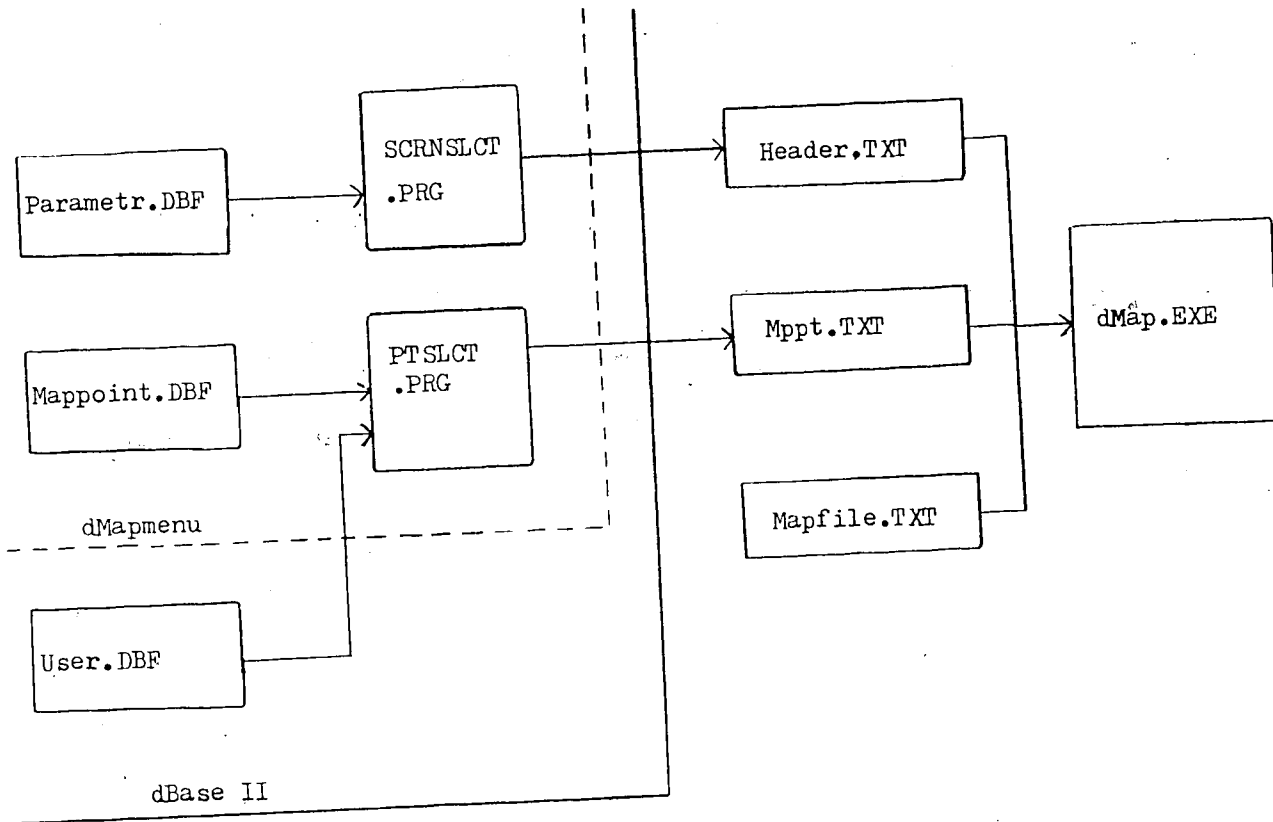 SCRNSLCT
.PRG
Header.TXT
Parametr.DBF
Mppt.TXT
dMap.EXE
PTSLCT
.PRG
Mappoint.DBF
Mapfile.TXT
dMapmenu
User.DBF
dBase II